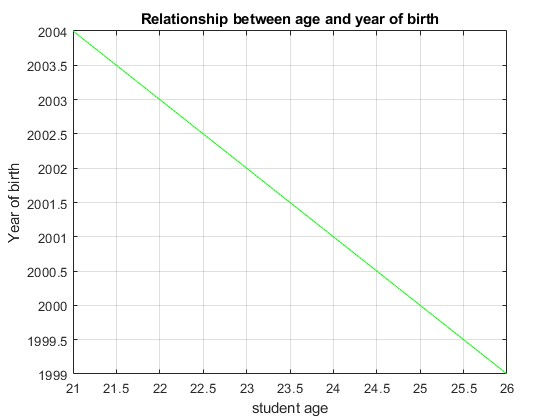 Relationship between age and year of birth
2004
2003.5
2003
2002.5
2002
2001.5
2001
2000.5
2000
1999.5
1999
Year of birth
21 21.5 22 22.5 23 23.5 24 24.5 25 25.5 26
student age